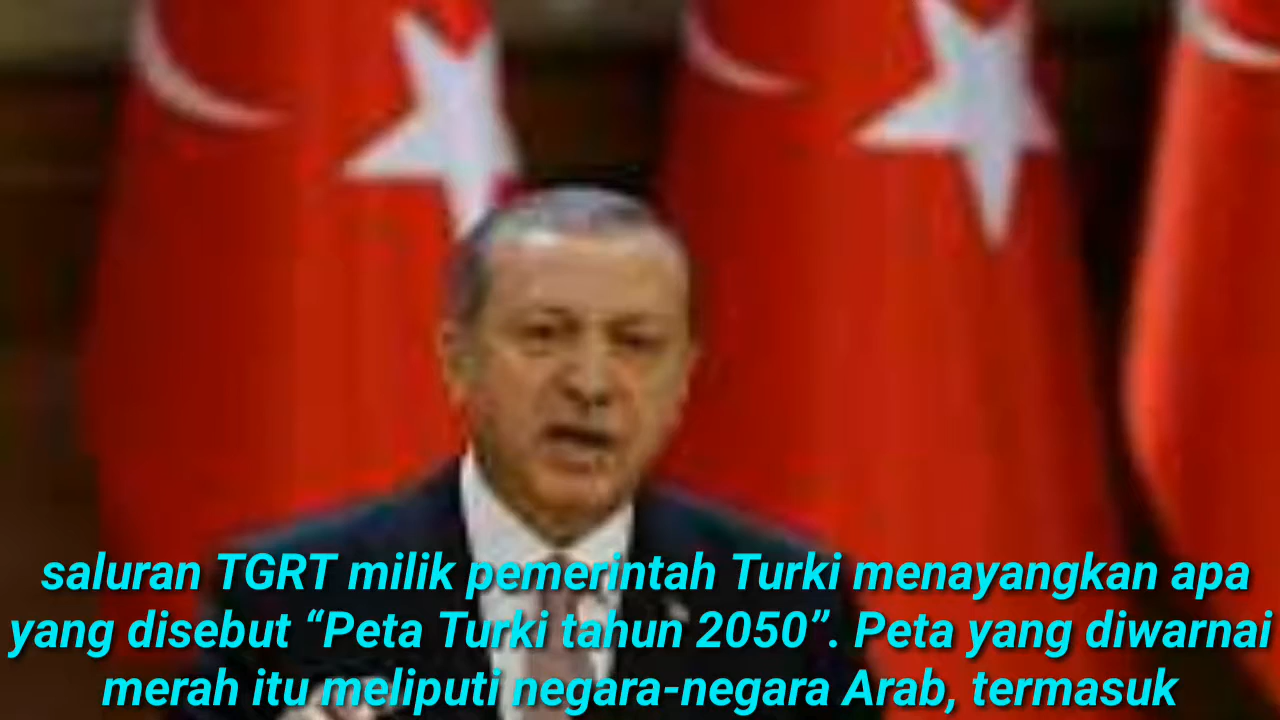 saluran TGRT milik pemerintah Turki menayangkan apa
yang disebut “Peta Turki tahun 2050”. Peta yang diwarnai
merah itu meliputi negara-negara Arab, termasuk